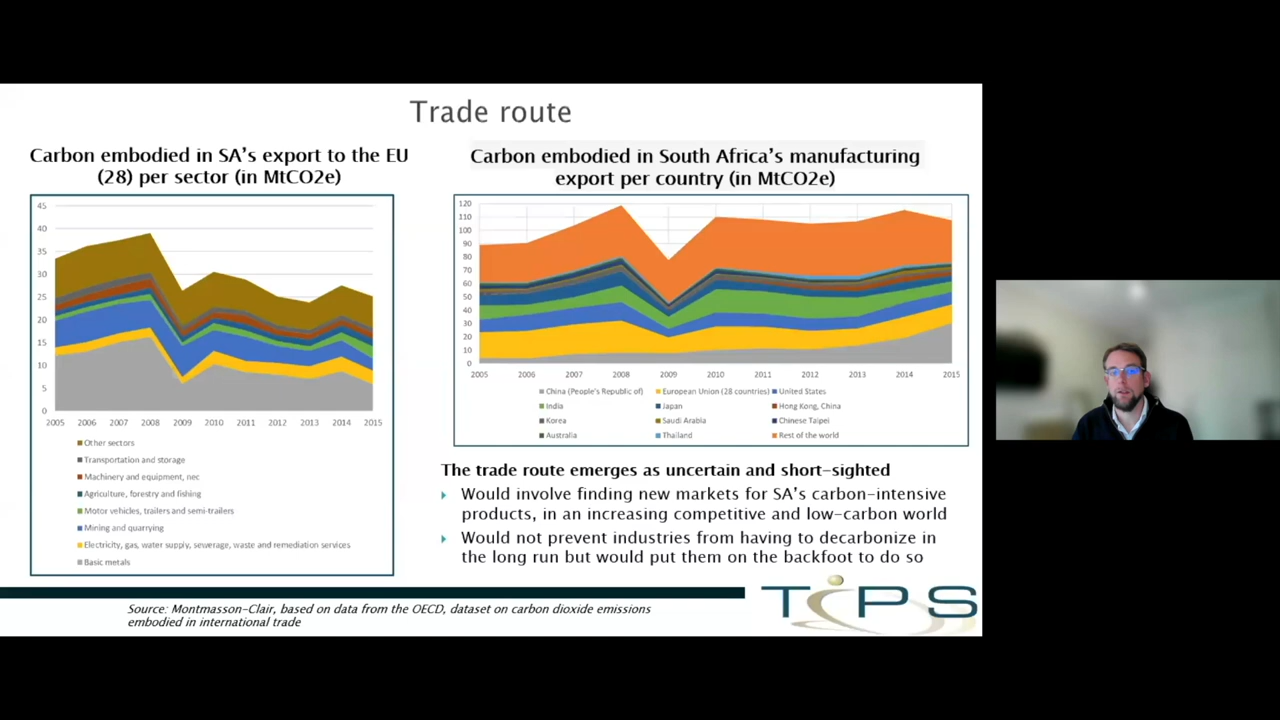 Trade route
Carbon embodied in SA's export to the EU
(28) per sector (in MtCO2e)
45
40
35
30
25
20
15
10
5
0
2005 2006 2007 2008 2009 2010 2011 2012 2013 2014 2015
Other sectors
Transportation and storage
Machinery and equipment, nec
Agriculture, forestry and fishing
Motor vehicles, trailers and semi-trailers
Mining and quarrying
Electricity, gas, water supply, sewerage, waste and remediation services
Basic metals
Carbon embodied in South Africa's manufacturing
export per country (in MtCO2e)
120
110
100
90
80
70
60
50
40
30
20
10
0
2005 2006 2007 2008 2009 2010 2011 2012 2013 2014 2015
China (People's Republic of) European Union (28 countries) United States
India Japan Hong Kong, China
Korea Saudi Arabia Chinese Taipei
Australia Thailand Rest of the world
The trade route emerges as uncertain and short-sighted
Would involve finding new markets for SA's carbon-intensive
products, in an increasing competitive and low-carbon world
Would not prevent industries from having to decarbonize in
the long run but would put them on the backfoot to do so
Source: Montmasson-Clair, based on data from the OECD, dataset on carbon dioxide emissions
embodied in international trade
TIPS